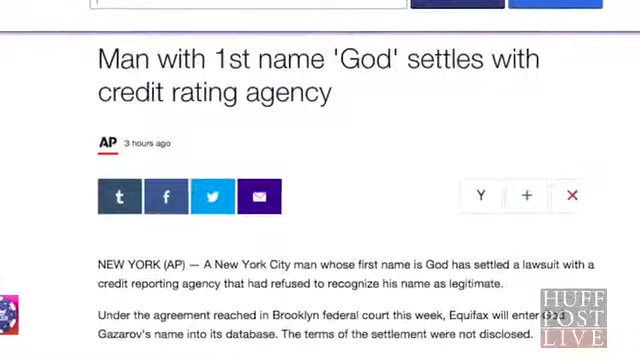 Man with 1st name 'God' settles with
credit rating agency
AP 3 hours ago
t f Y + ×
NEW YORK (AP) — A New York City man whose first name is God has settled a lawsuit with a
credit reporting agency that had refused to recognize his name as legitimate.
Under the agreement reached in Brooklyn federal court this week, Equifax will enter God
Gazarov's name into its database. The terms of the settlement were not disclosed.
HUFF
POST
LIVE